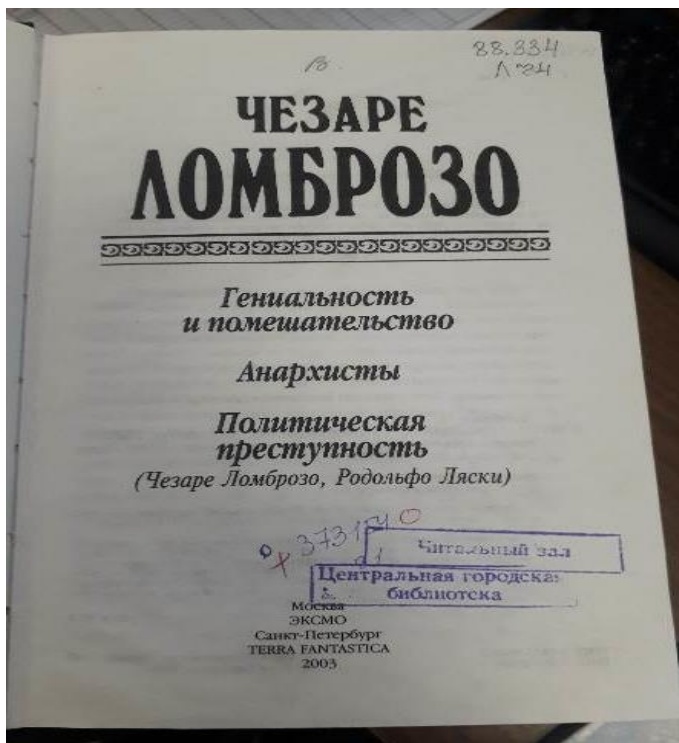 88.334
ЧЕЗАРЕ
ЛОМБРОЗО
Гениальность
и помешательство
Анархисты
Политическая
преступность
(Чезаре Ломброзо, Родольфо Ляски)
Читальный зал
Центральная городская
библиотека
Москва
ЭКСМО
Санкт-Петербург
TERRA FANTASTICA
2003